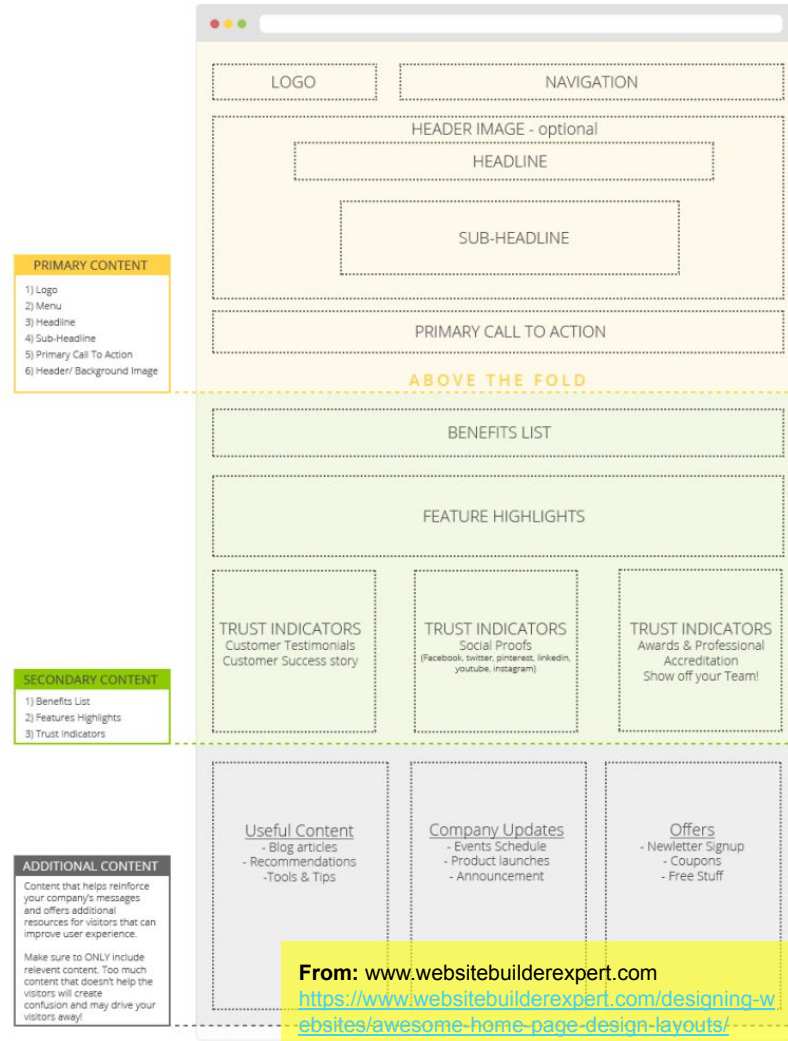 LOGO
NAVIGATION
HEADER IMAGE - optional
HEADLINE
SUB-HEADLINE
PRIMARY CALL TO ACTION
ABOVE THE FOLD
PRIMARY CONTENT
1) Logo
2) Menu
3) Headline
4) Sub-Headline
5) Primary Call To Action
6) Header/ Background Image
BENEFITS LIST
FEATURE HIGHLIGHTS
TRUST INDICATORS
Customer Testimonials
Customer Success story
TRUST INDICATORS
Social Proofs
(Facebook, twitter, pinterest, linkedin,
youtube, instagram)
TRUST INDICATORS
Awards & Professional
Accreditation
Show off your Team!
SECONDARY CONTENT
1) Benefits List
2) Features Highlights
3) Trust Indicators
Useful Content
- Blog articles
- Recommendations
-Tools & Tips
Company Updates
- Events Schedule
- Product launches
- Announcement
Offers
- Newletter Signup
- Coupons
- Free Stuff
ADDITIONAL CONTENT
Content that helps reinforce
your company's messages
and offers additional
resources for visitors that can
improve user experience.
Make sure to ONLY include
relevent content. Too much
content that doesn't help the
visitors will create
confusion and may drive your
visitors away!
From: www.websitebuilderexpert.com
https://www.websitebuilderexpert.com/designing-w
ebsites/awesome-home-page-design-layouts/